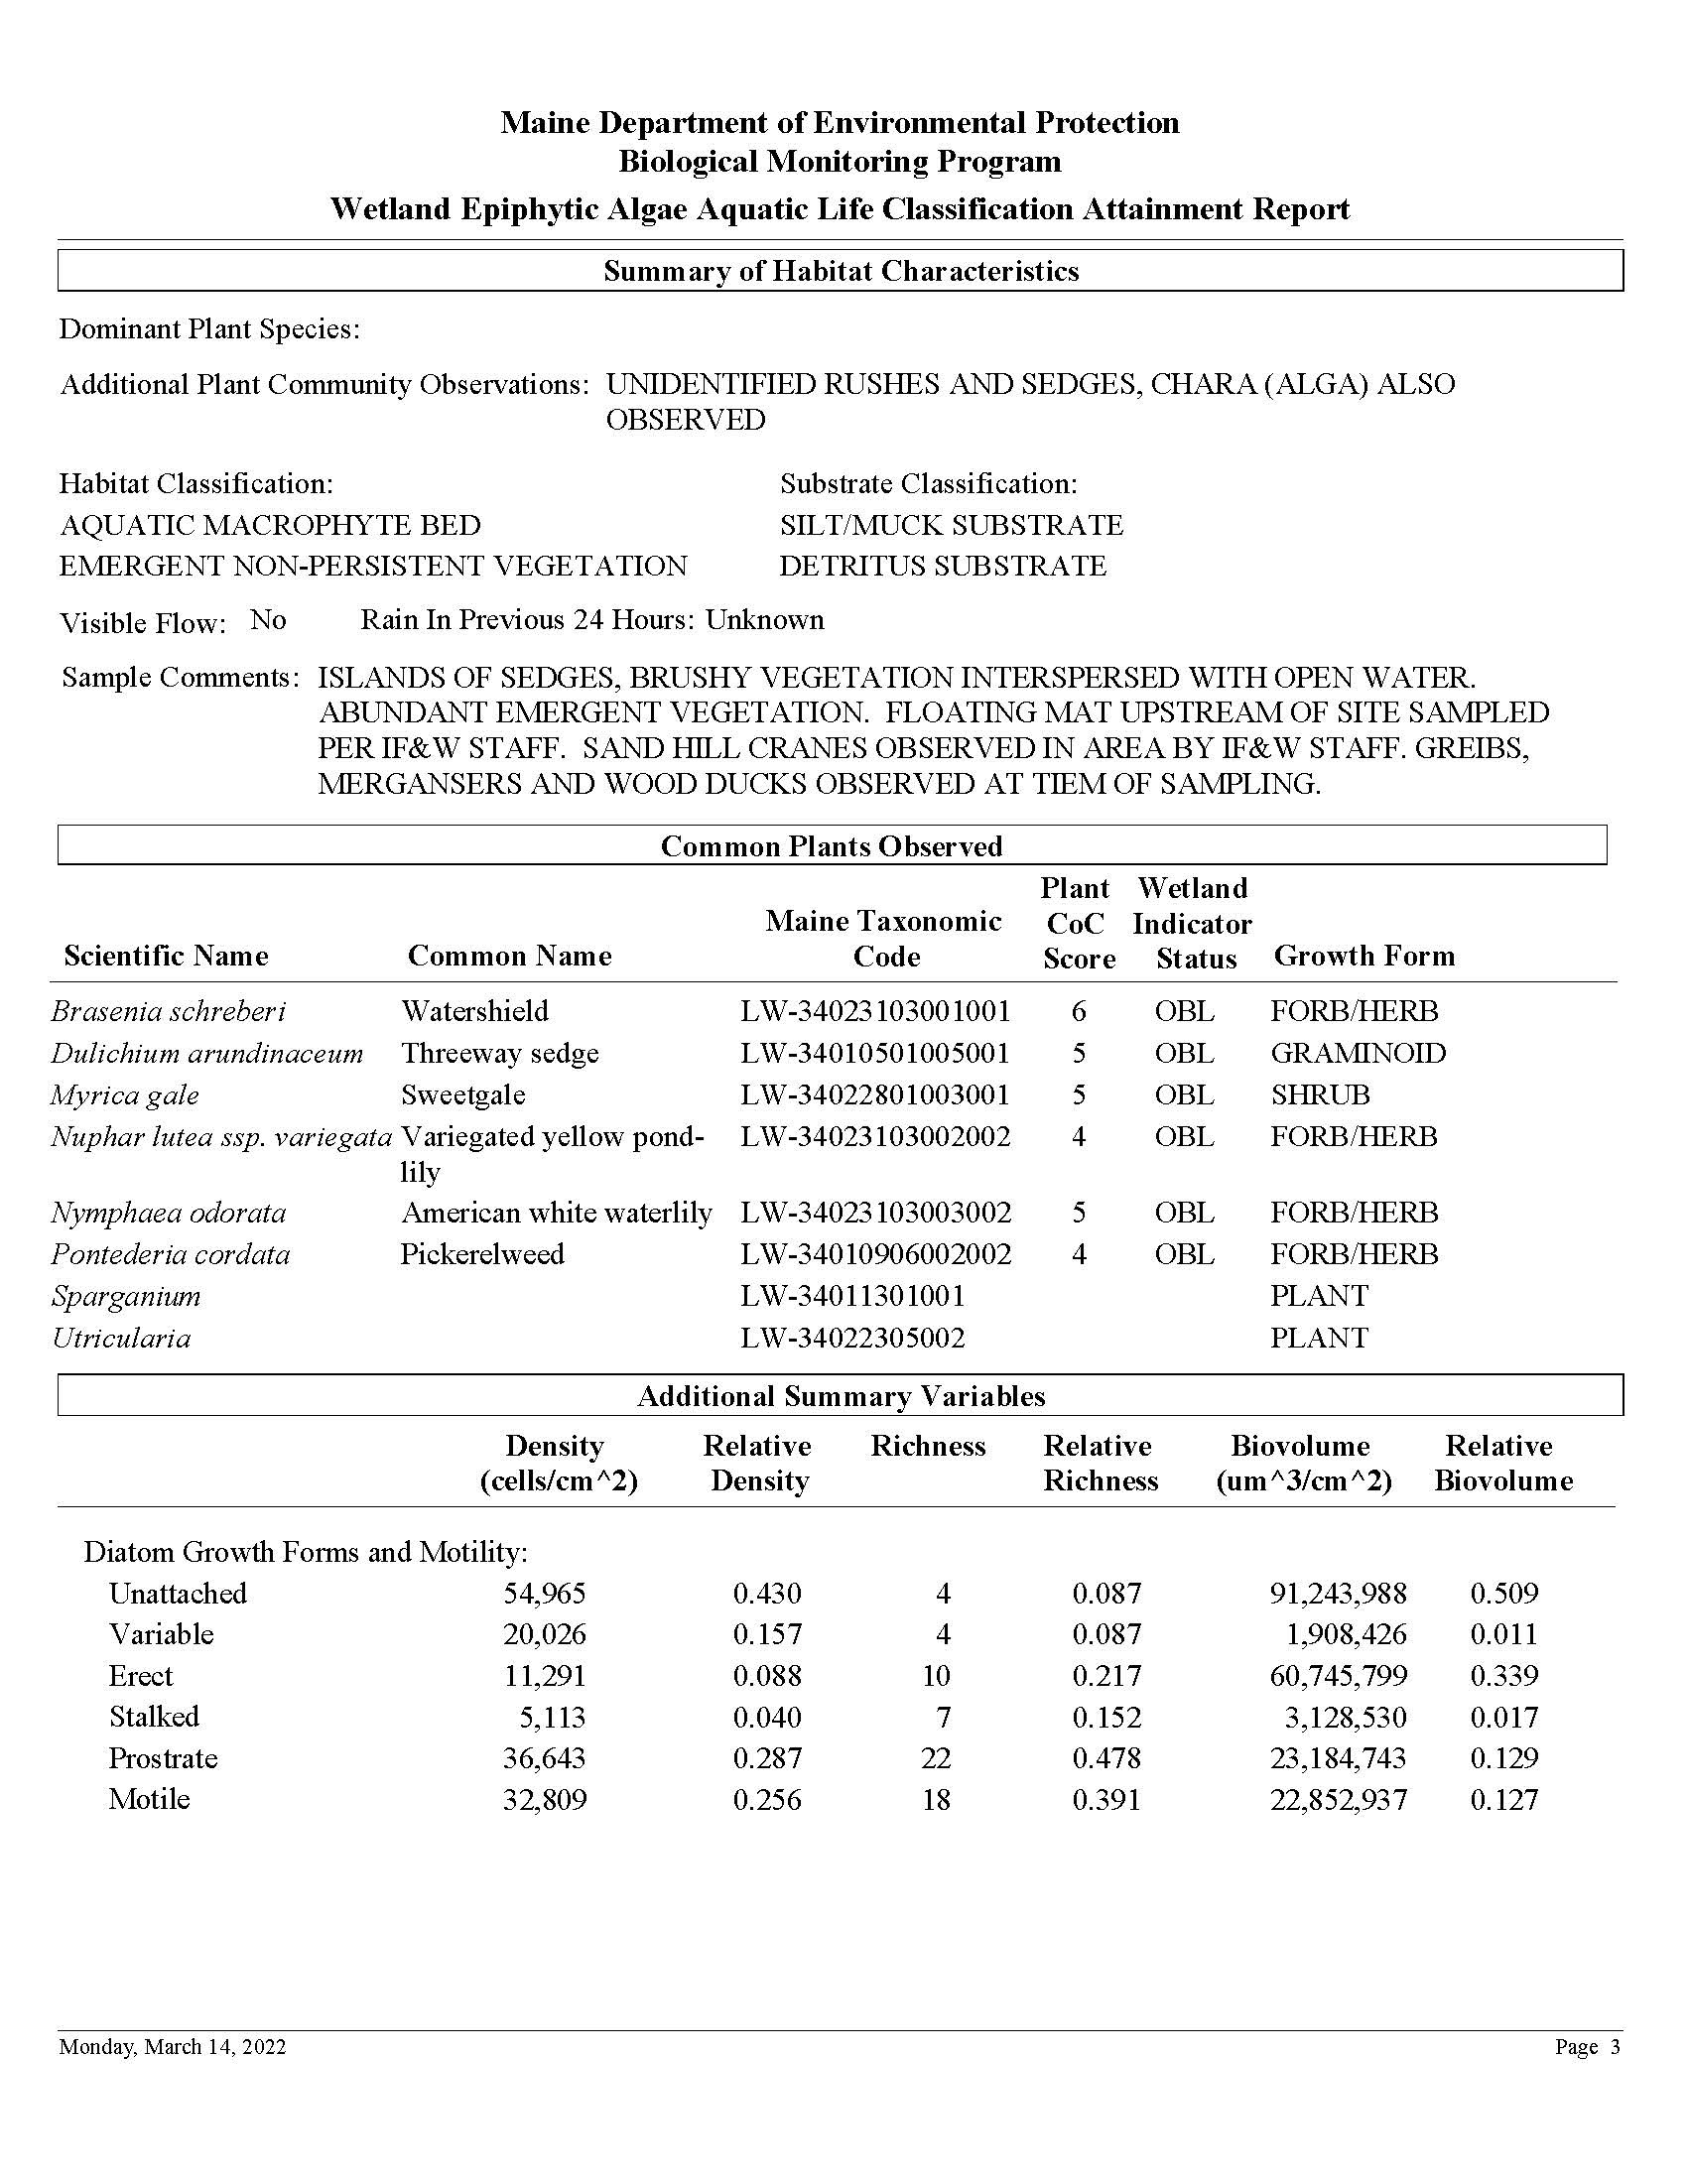 Maine Department of Environmental Protection
Biological Monitoring Program
Wetland Epiphytic Algae Aquatic Life Classification Attainment Report
Summary of Habitat Characteristics
Dominant Plant Species:
Additional Plant Community Observations: UNIDENTIFIED RUSHES AND SEDGES, CHARA (ALGA) ALSO
OBSERVED
Habitat Classification: Substrate Classification:
AQUATIC MACROPHYTE BED SILT/MUCK SUBSTRATE
EMERGENT NON-PERSISTENT VEGETATION DETRITUS SUBSTRATE
Visible Flow: No Rain In Previous 24 Hours: Unknown
Sample Comments: ISLANDS OF SEDGES, BRUSHY VEGETATION INTERSPERSED WITH OPEN WATER.
ABUNDANT EMERGENT VEGETATION. FLOATING MAT UPSTREAM OF SITE SAMPLED
PER IF&W STAFF. SAND HILL CRANES OBSERVED IN AREA BY IF&W STAFF. GREIBS,
MERGANSERS AND WOOD DUCKS OBSERVED AT TIEM OF SAMPLING.
Common Plants Observed
Plant Wetland
Maine Taxonomic CoC Indicator
Scientific Name Common Name Code Score Status Growth Form
Brasenia schreberi Watershield LW-34023103001001 6 OBL FORB/HERB
Dulichium arundinaceum Threeway sedge LW-34010501005001 5 OBL GRAMINOID
Myrica gale Sweetgale LW-34022801003001 5 OBL SHRUB
Nuphar lutea ssp. variegata Variegated yellow pond- LW-34023103002002 4 OBL FORB/HERB
lily
Nymphaea odorata American white waterlily LW-34023103003002 5 OBL FORB/HERB
Pontederia cordata Pickerelweed LW-34010906002002 4 OBL FORB/HERB
Sparganium LW-34011301001 PLANT
Utricularia LW-34022305002 PLANT
Additional Summary Variables
Density Relative Richness Relative Biovolume Relative
(cells/cm^2) Density Richness (um^3/cm^2) Biovolume
Diatom Growth Forms and Motility:
Unattached 54,965 0.430 4 0.087 91,243,988 0.509
Variable 20,026 0.157 4 0.087 1,908,426 0.011
Erect 11,291 0.088 10 0.217 60,745,799 0.339
Stalked 5,113 0.040 7 0.152 3,128,530 0.017
Prostrate 36,643 0.287 22 0.478 23,184,743 0.129
Motile 32,809 0.256 18 0.391 22,852,937 0.127
Monday, March 14, 2022 Page 3